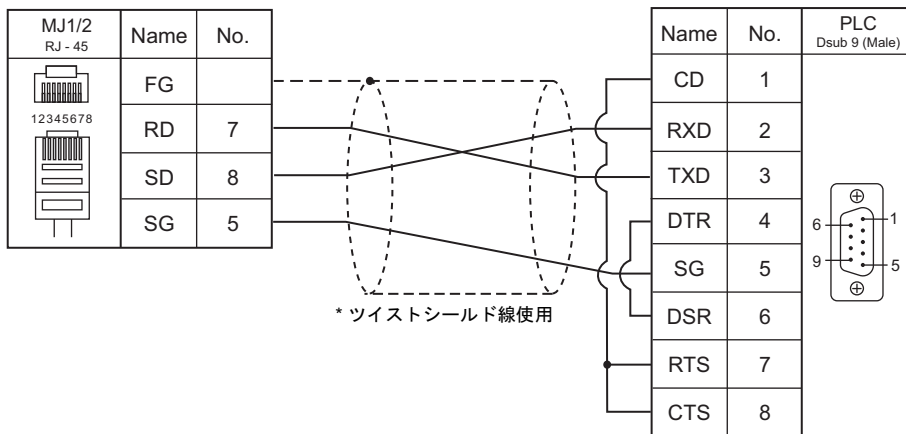 MJ1/2
RJ - 45
Name No.
FG
RD 7
SD 8
SG 5
12345678
* ツイストシールド線使用
Name No.
PLC
Dsub 9 (Male)
CD 1
RXD 2
TXD 3
DTR 4
SG 5
DSR 6
RTS 7
CTS 8
6 1
9 5